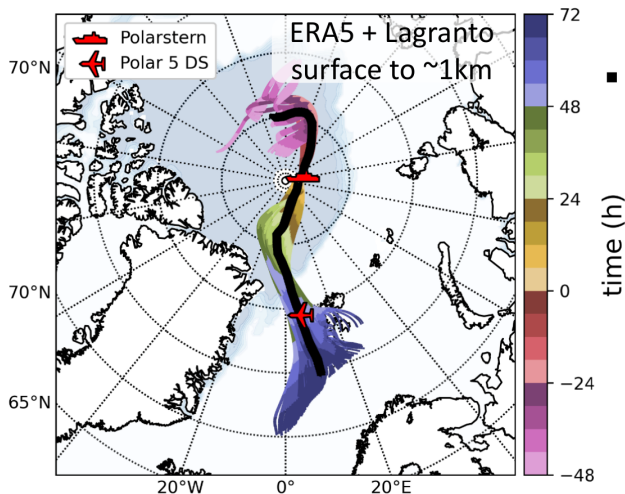 Polarstern
Polar 5 DS
ERA5 + Lagranto
surface to ~1km
70°N
70°N
65°N
20°W
0°
20°E
72
48
24
0
−24
−48
time (h)